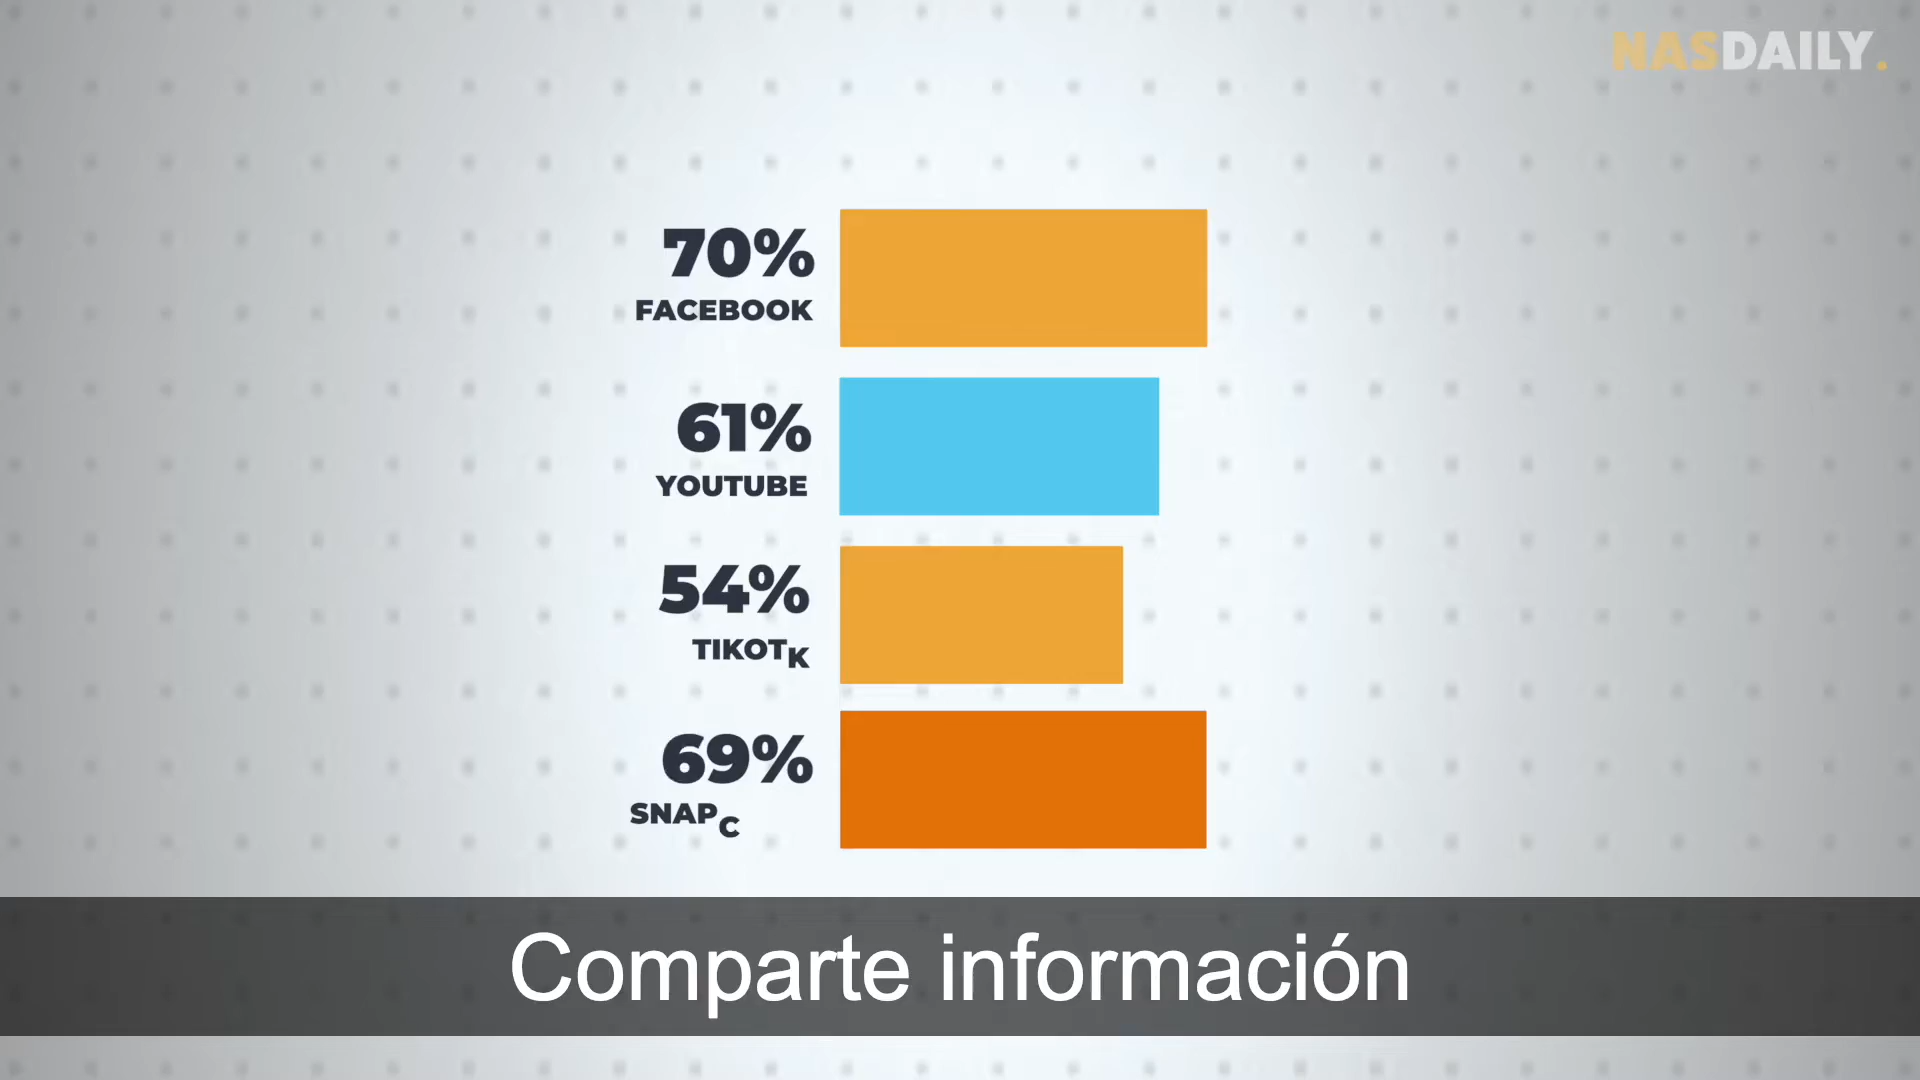 NASDAILY.
70%
FACEBOOK
61%
YOUTUBE
54%
TIKOTK
69%
SNAPC
Comparte información